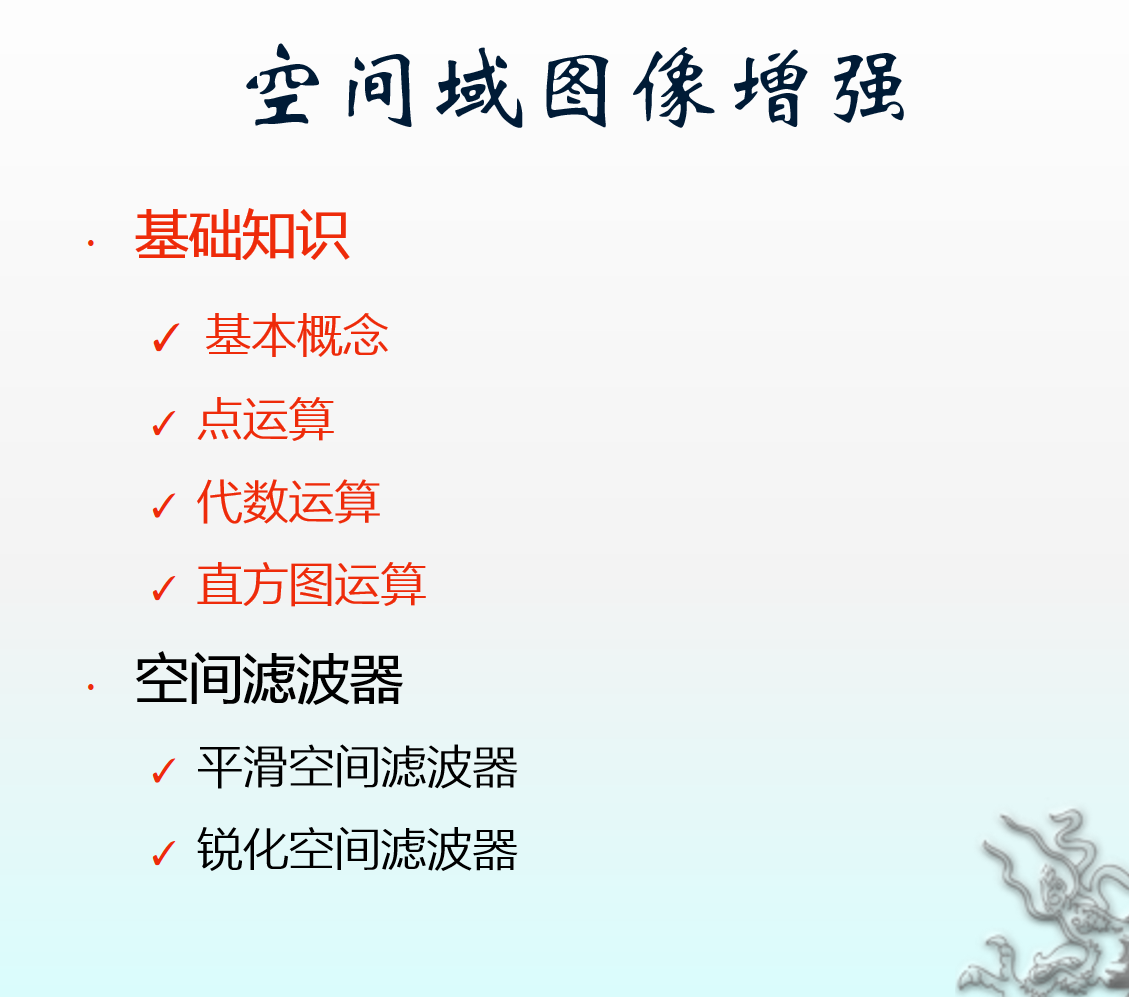 空间域图像增强
· 基础知识
✓ 基本概念
✓ 点运算
✓ 代数运算
✓ 直方图运算
· 空间滤波器
✓ 平滑空间滤波器
✓ 锐化空间滤波器